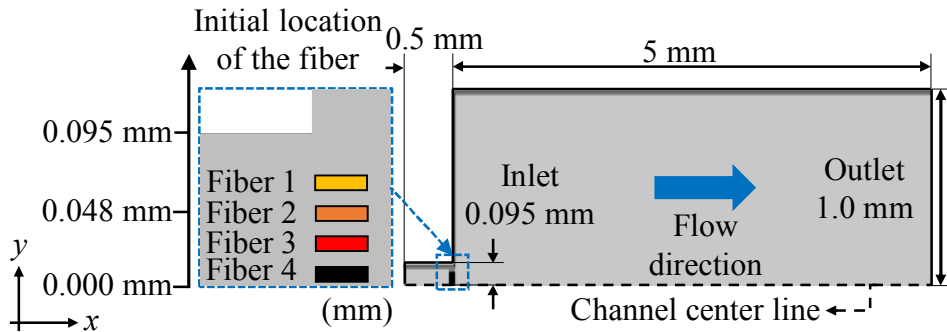 Initial location
of the fiber
0.5 mm
5 mm
0.095 mm
0.048 mm
0.000 mm
y
x
Fiber 1
Fiber 2
Fiber 3
Fiber 4
(mm)
Inlet
0.095 mm
Flow
direction
Outlet
1.0 mm
Channel center line